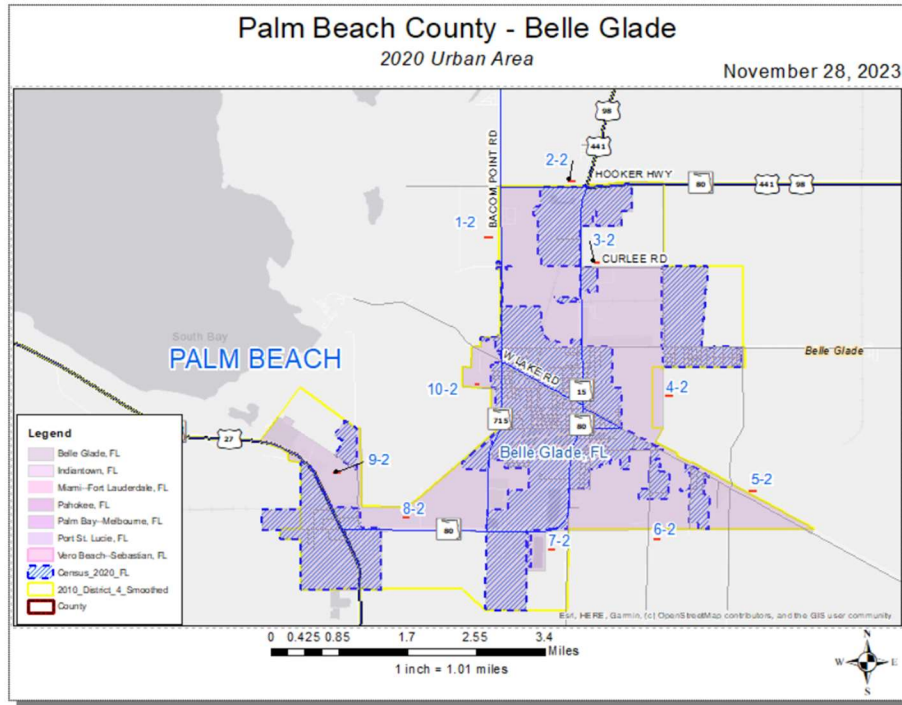 Palm Beach County - Belle Glade
2020 Urban Area
November 28, 2023
98
441
2-2
HOOKER HWY
80
441
98
BACOM POINT RD
1-2
3-2
CURLEE RD
South Bay
PALM BEACH
W LAKE RD
Belle Glade
10-2
15
4-2
715
80
27
Belle Glade, FL
9-2
5-2
8-2
80
7-2
6-2
Legend
Belle Glade, FL
Indiantown, FL
Miami--Fort Lauderdale, FL
Pahokee, FL
Palm Bay--Melbourne, FL
Port St. Lucie, FL
Vero Beach--Sebastian, FL
Census_2020_FL
2010_District_4_Smoothed
County
Esri, HERE, Garmin, (c) OpenStreetMap contributors, and the GIS user community
0 0.425 0.85 1.7 2.55 3.4
Miles
1 inch = 1.01 miles
N
W E
S